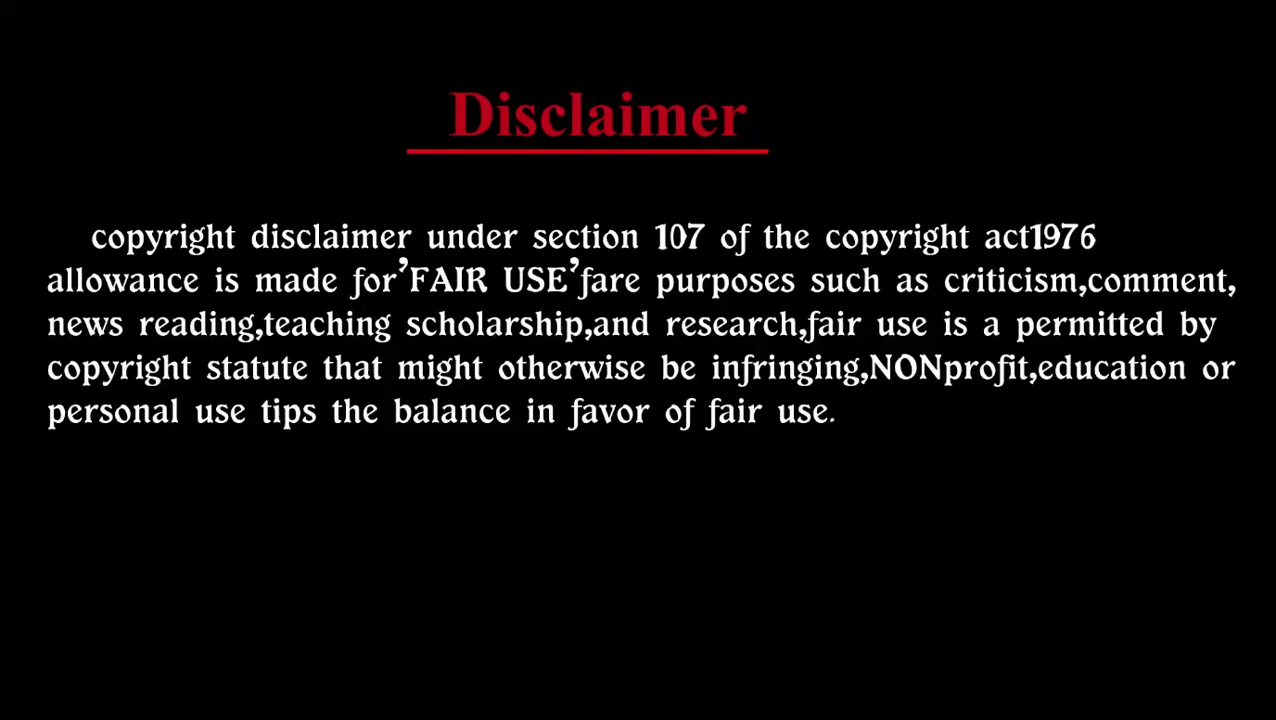 Disclaimer
copyright disclaimer under section 107 of the copyright act1976
allowance is made for’FAIR USE’fare purposes such as criticism,comment,
news reading,teaching scholarship,and research,fair use is a permitted by
copyright statute that might otherwise be infringing,NONprofit,education or
personal use tips the balance in favor of fair use.